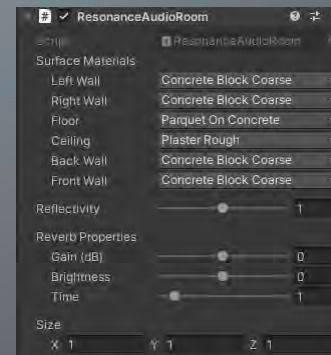 # ResonanceAudioRoom
Script ResonanceAudioRoom
Surface Materials
Left Wall Concrete Block Coarse
Right Wall Concrete Block Coarse
Floor Parquet On Concrete
Ceiling Plaster Rough
Back Wall Concrete Block Coarse
Front Wall Concrete Block Coarse
Reflectivity 1
Reverb Properties
Gain (dB) 0
Brightness 0
Time 1
Size
X 1 Y 1 Z 1